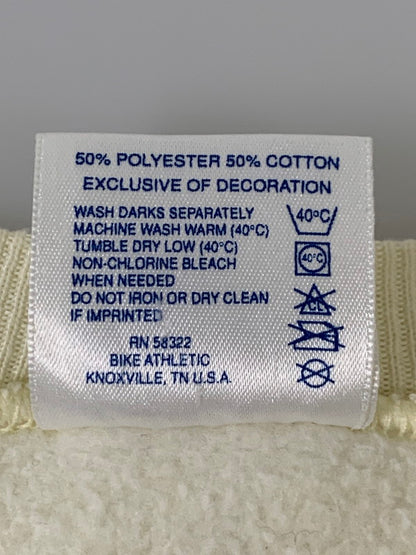 50% POLYESTER 50% COTTON
EXCLUSIVE OF DECORATION
WASH DARKS SEPARATELY
MACHINE WASH WARM (40°C)
TUMBLE DRY LOW (40°C)
NON-CHLORINE BLEACH
WHEN NEEDED
DO NOT IRON OR DRY CLEAN
IF IMPRINTED
40°C
40°C
CL
RN 58322
BIKE ATHLETIC
KNOXVILLE, TN U.S.A.